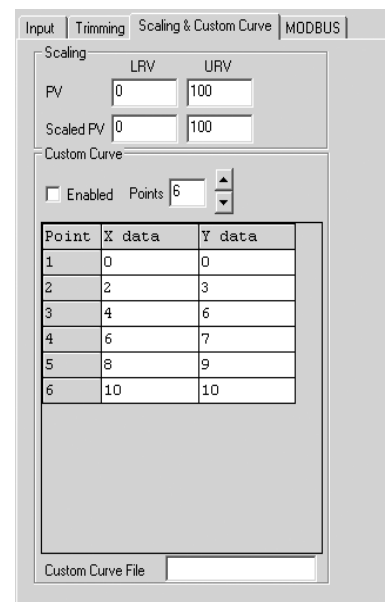 Input Trimming Scaling & Custom Curve MODBUS
Scaling
LRV URV
PV 0 100
Scaled PV 0 100
Custom Curve
Enabled Points 6
Point X data Y data
1 0 0
2 2 3
3 4 6
4 6 7
5 8 9
6 10 10
Custom Curve File